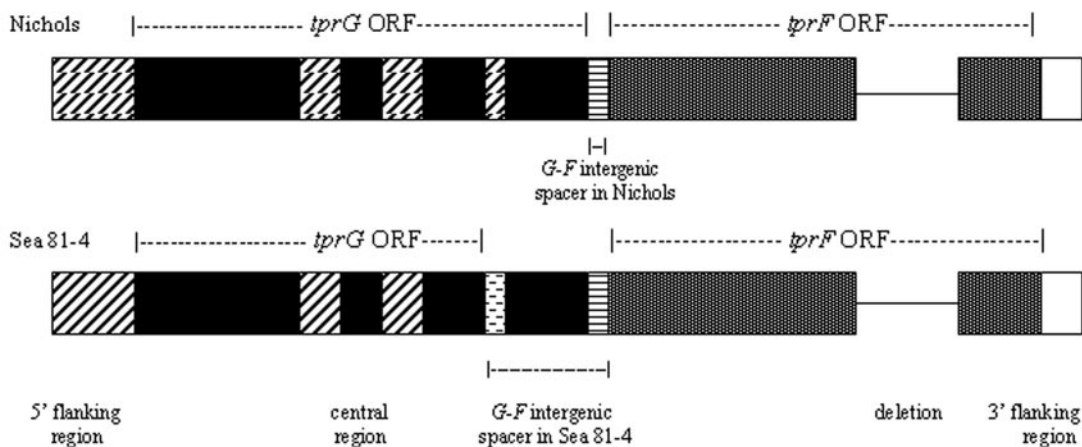 Nichols |---------------------- tprG ORF---------------------| |---------------------- tprF ORF----------------|
|--|
G-F intergenic
spacer in Nichols
Sea 81-4 |---------------------- tprG ORF-------| |---------------------- tprF ORF-----------------|
|---------------|
5’ flanking region
central region
G-F intergenic spacer in Sea 81-4
deletion
3’ flanking region